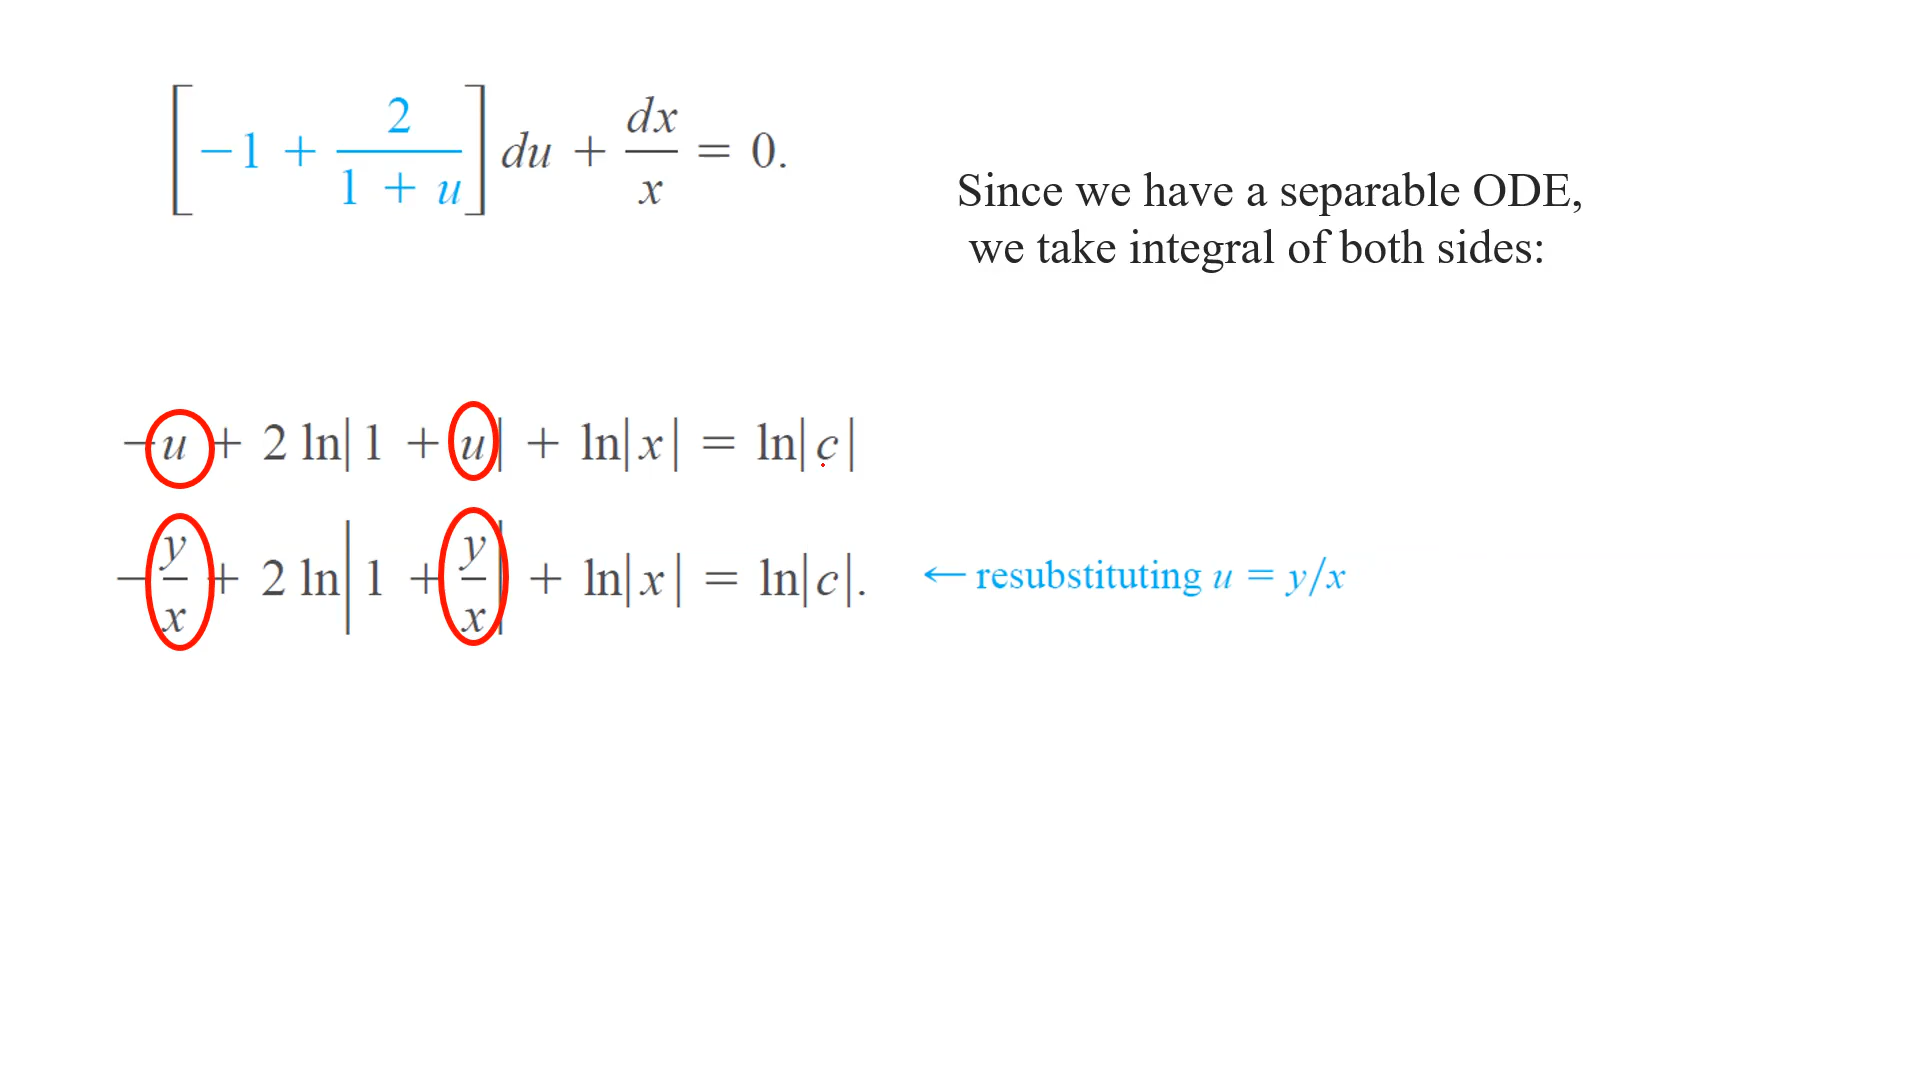 [−1 + 2/(1 + u)] du + dx/x = 0.
Since we have a separable ODE,
we take integral of both sides:
−u + 2 ln|1 + u| + ln|x| = ln|c|
−y/x + 2 ln|1 + y/x| + ln|x| = ln|c|. ← resubstituting u = y/x